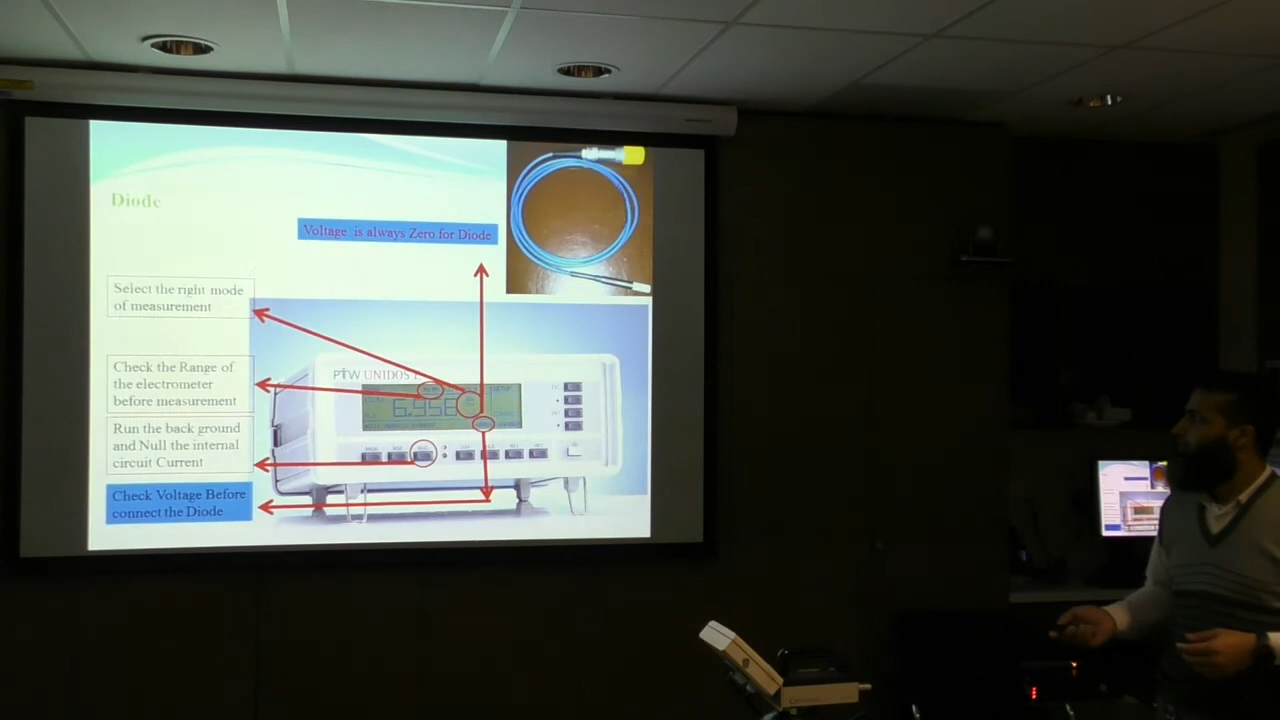 Diode
Voltage is always Zero for Diode
Select the right mode
of measurement
Check the Range of
the electrometer
before measurement
Run the back ground
and Null the internal
circuit Current
Check Voltage Before
connect the Diode
PTW UNIDOS
6.958